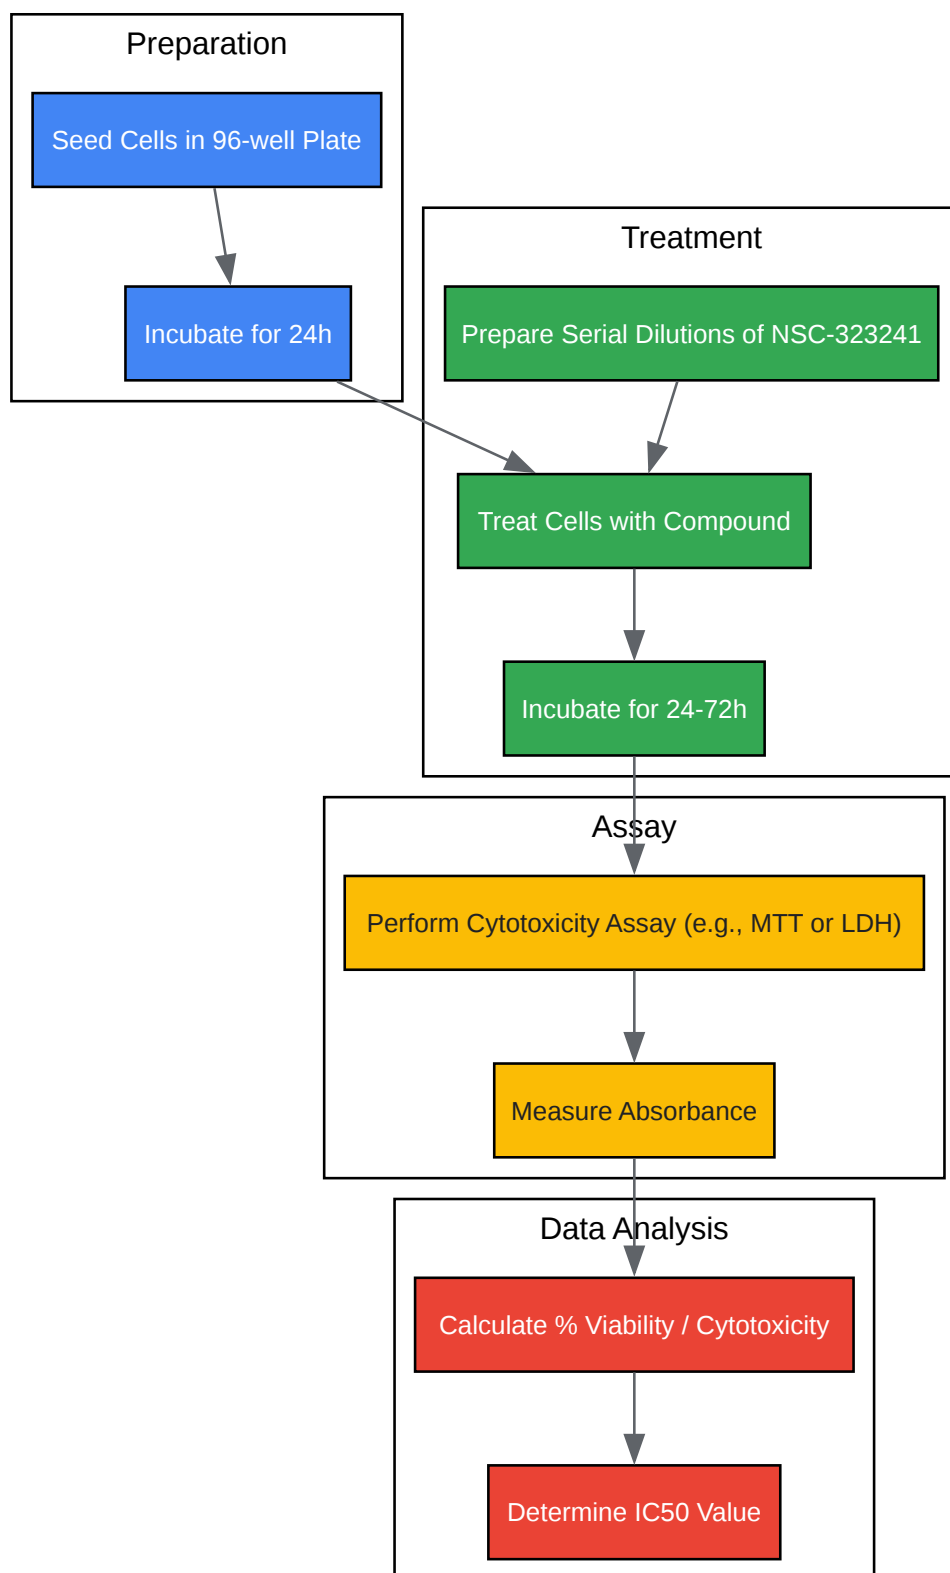 Preparation
Seed Cells in 96-well Plate
Incubate for 24h
Treatment
Prepare Serial Dilutions of NSC-323241
Treat Cells with Compound
Incubate for 24-72h
Assay
Perform Cytotoxicity Assay (e.g., MTT or LDH)
Measure Absorbance
Data Analysis
Calculate % Viability / Cytotoxicity
Determine IC50 Value